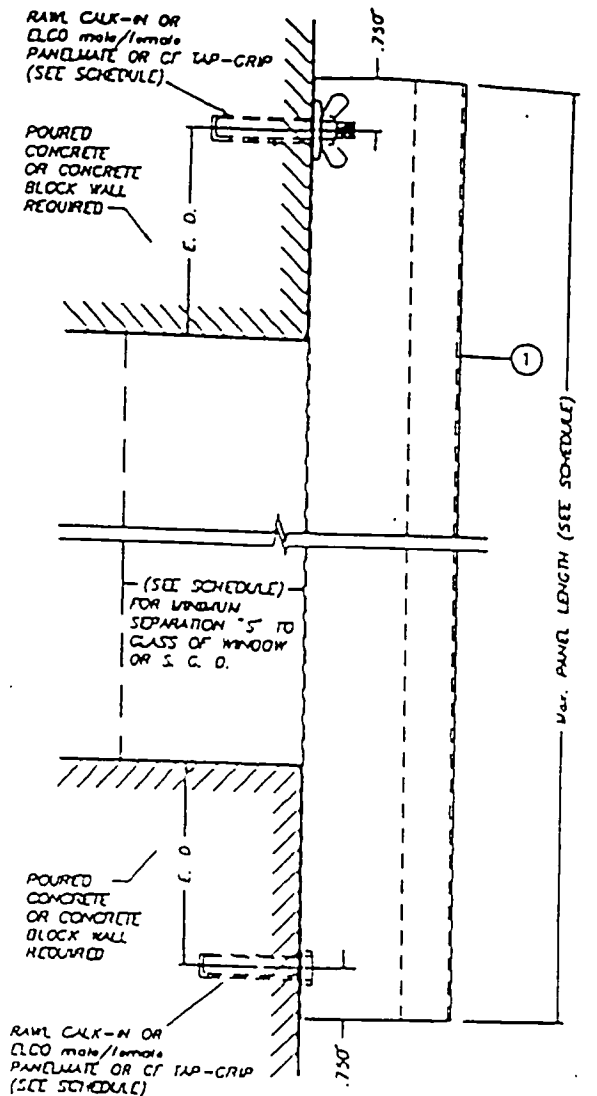 RAWL CALK-IN OR
ELCO male/female
PANELMATE OR CF TAP-GRIP
(SEE SCHEDULE)
.750"
POURED
CONCRETE
OR CONCRETE
BLOCK WALL
REQUIRED
E. D.
1
(SEE SCHEDULE)
FOR MINIMUM
SEPARATION "S" TO
GLASS OF WINDOW
OR S. G. D.
Max. PANEL LENGTH (SEE SCHEDULE)
E. D.
POURED
CONCRETE
OR CONCRETE
BLOCK WALL
REQUIRED
RAWL CALK-IN OR
ELCO male/female
PANELMATE OR CF TAP-GRIP
(SEE SCHEDULE)
.750"